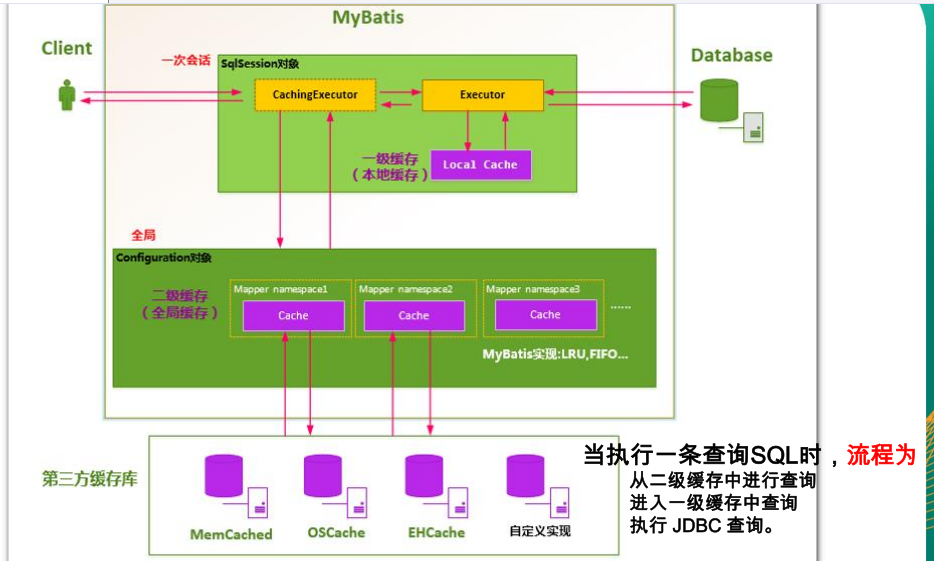 MyBatis
Client
一次会话
SqlSession对象
Database
CachingExecutor
Executor
一级缓存
（本地缓存）
Local Cache
全局
Configuration对象
二级缓存
（全局缓存）
Mapper namespace1
Mapper namespace2
Mapper namespace3
Cache
Cache
Cache
......
MyBatis实现:LRU,FIFO...
第三方缓存库
MemCached
OSCache
EHCache
自定义实现
当执行一条查询SQL时，流程为
从二级缓存中进行查询
进入一级缓存中查询
执行 JDBC 查询。